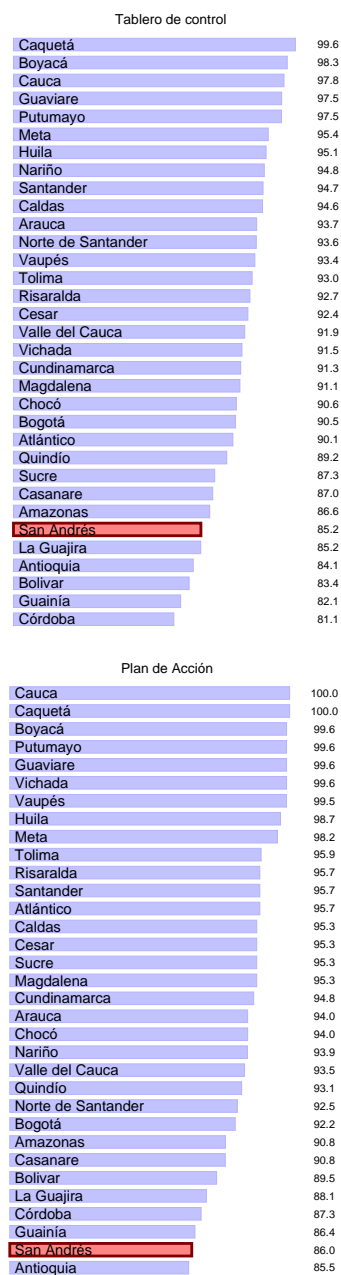 Tablero de control
Caquetá 99.6
Boyacá 98.3
Cauca 97.8
Guaviare 97.5
Putumayo 97.5
Meta 95.4
Huila 95.1
Nariño 94.8
Santander 94.7
Caldas 94.6
Arauca 93.7
Norte de Santander 93.6
Vaupés 93.4
Tolima 93.0
Risaralda 92.7
Cesar 92.4
Valle del Cauca 91.9
Vichada 91.5
Cundinamarca 91.3
Magdalena 91.1
Chocó 90.6
Bogotá 90.5
Atlántico 90.1
Quindío 89.2
Sucre 87.3
Casanare 87.0
Amazonas 86.6
San Andrés 85.2
La Guajira 85.2
Antioquia 84.1
Bolivar 83.4
Guainía 82.1
Córdoba 81.1
Plan de Acción
Cauca 100.0
Caquetá 100.0
Boyacá 99.6
Putumayo 99.6
Guaviare 99.6
Vichada 99.6
Vaupés 99.5
Huila 98.7
Meta 98.2
Tolima 95.9
Risaralda 95.7
Santander 95.7
Atlántico 95.7
Caldas 95.3
Cesar 95.3
Sucre 95.3
Magdalena 95.3
Cundinamarca 94.8
Arauca 94.0
Chocó 94.0
Nariño 93.9
Valle del Cauca 93.5
Quindío 93.1
Norte de Santander 92.5
Bogotá 92.2
Amazonas 90.8
Casanare 90.8
Bolivar 89.5
La Guajira 88.1
Córdoba 87.3
Guainía 86.4
San Andrés 86.0
Antioquia 85.5